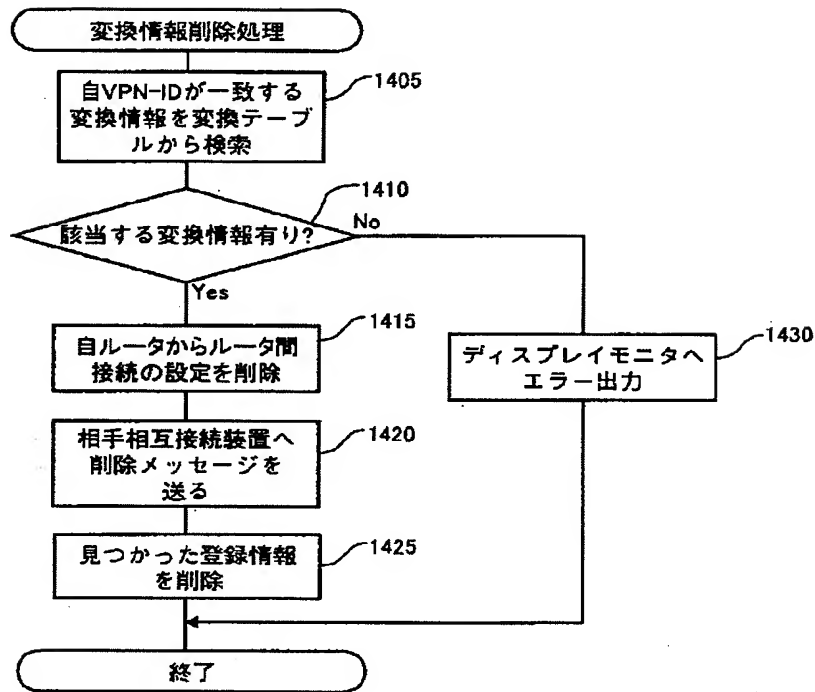 変換情報削除処理
1405
自VPN-IDが一致する
変換情報を変換テーブ
ルから検索
1410
該当する変換情報有り?
No
Yes
1415
自ルータからルータ間
接続の設定を削除
1430
ディスプレイモニタへ
エラー出力
1420
相手相互接続装置へ
削除メッセージを
送る
1425
見つかった登録情報
を削除
終了